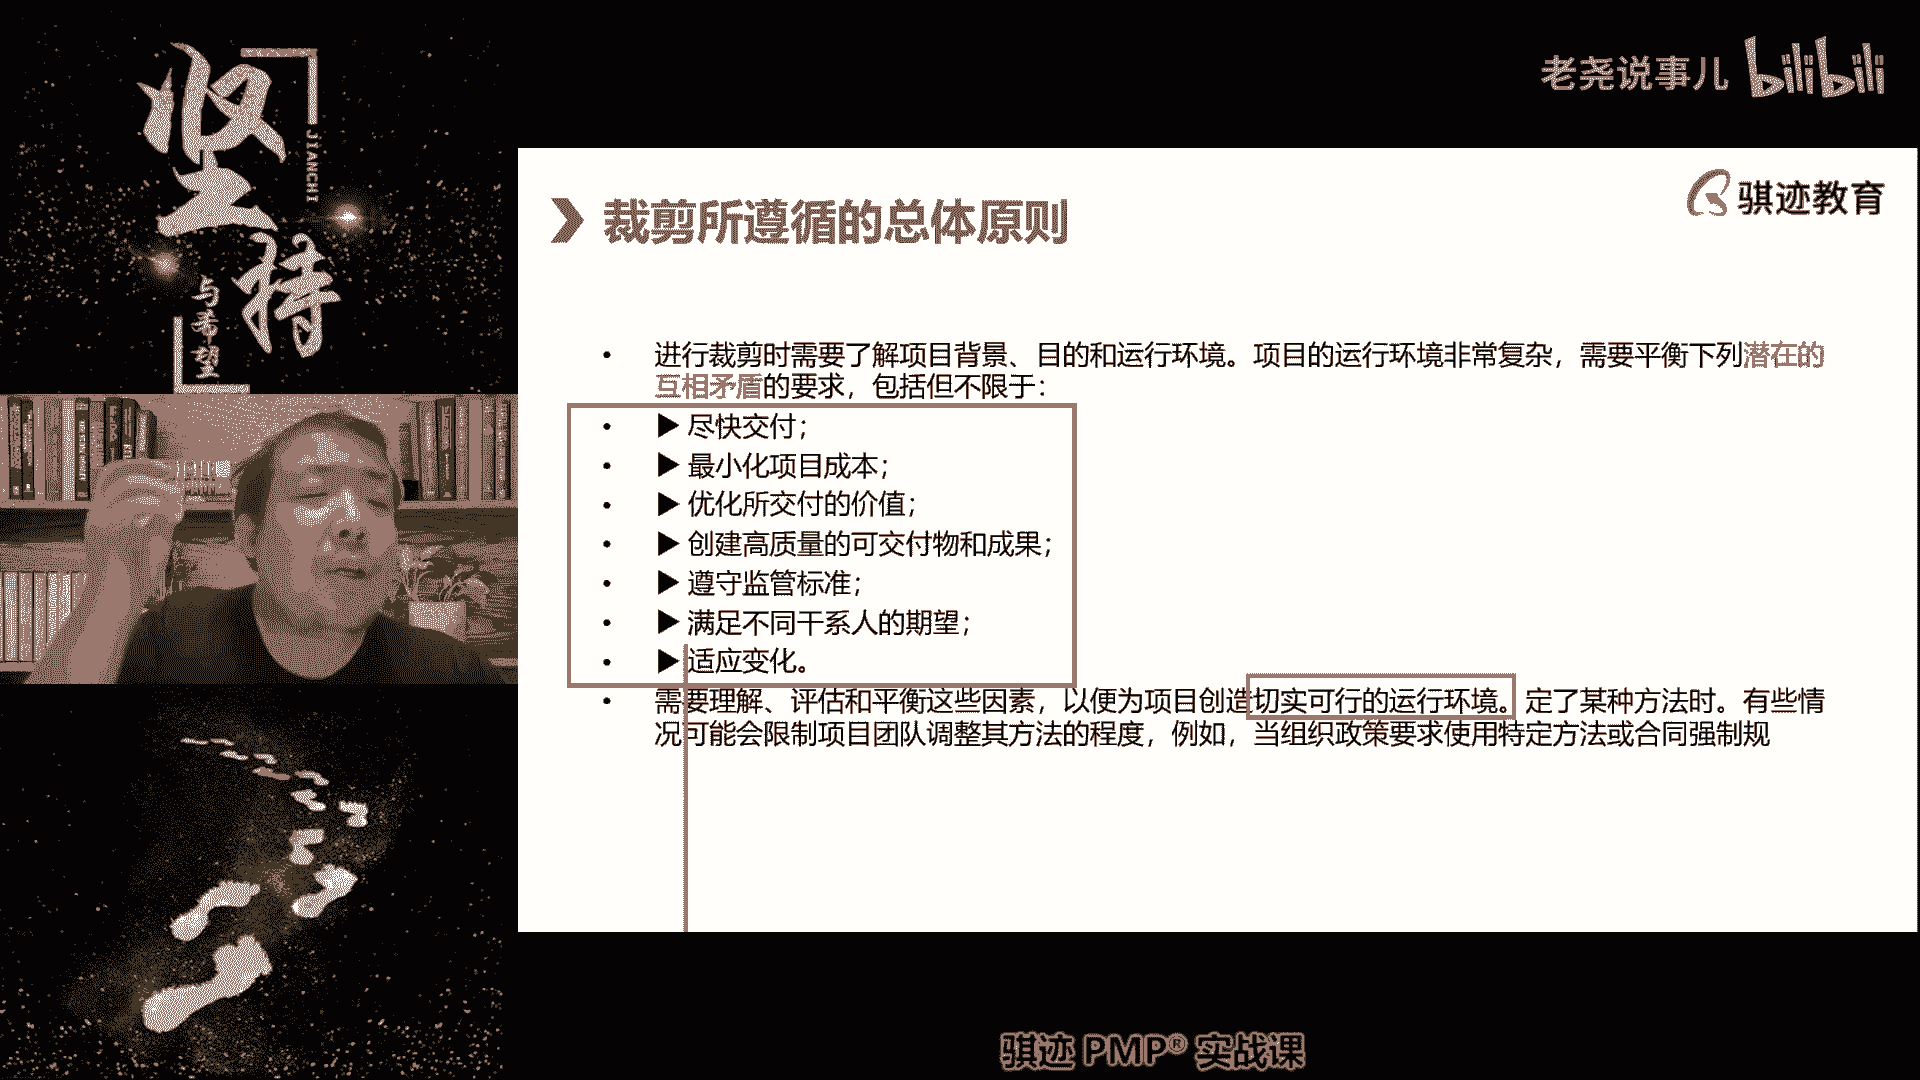 坚持
JIANCHI
与希望
老尧说事儿 bilibili
骐迹教育
裁剪所遵循的总体原则
• 进行裁剪时需要了解项目背景、目的和运行环境。项目的运行环境非常复杂，需要平衡下列潜在的
互相矛盾的要求，包括但不限于：
• ▶ 尽快交付；
• ▶ 最小化项目成本；
• ▶ 优化所交付的价值；
• ▶ 创建高质量的可交付物和成果；
• ▶ 遵守监管标准；
• ▶ 满足不同干系人的期望；
• ▶ 适应变化。
• 需要理解、评估和平衡这些因素，以便为项目创造切实可行的运行环境。定了某种方法时。有些情
况可能会限制项目团队调整其方法的程度，例如，当组织政策要求使用特定方法或合同强制规
骐迹 PMP® 实战课